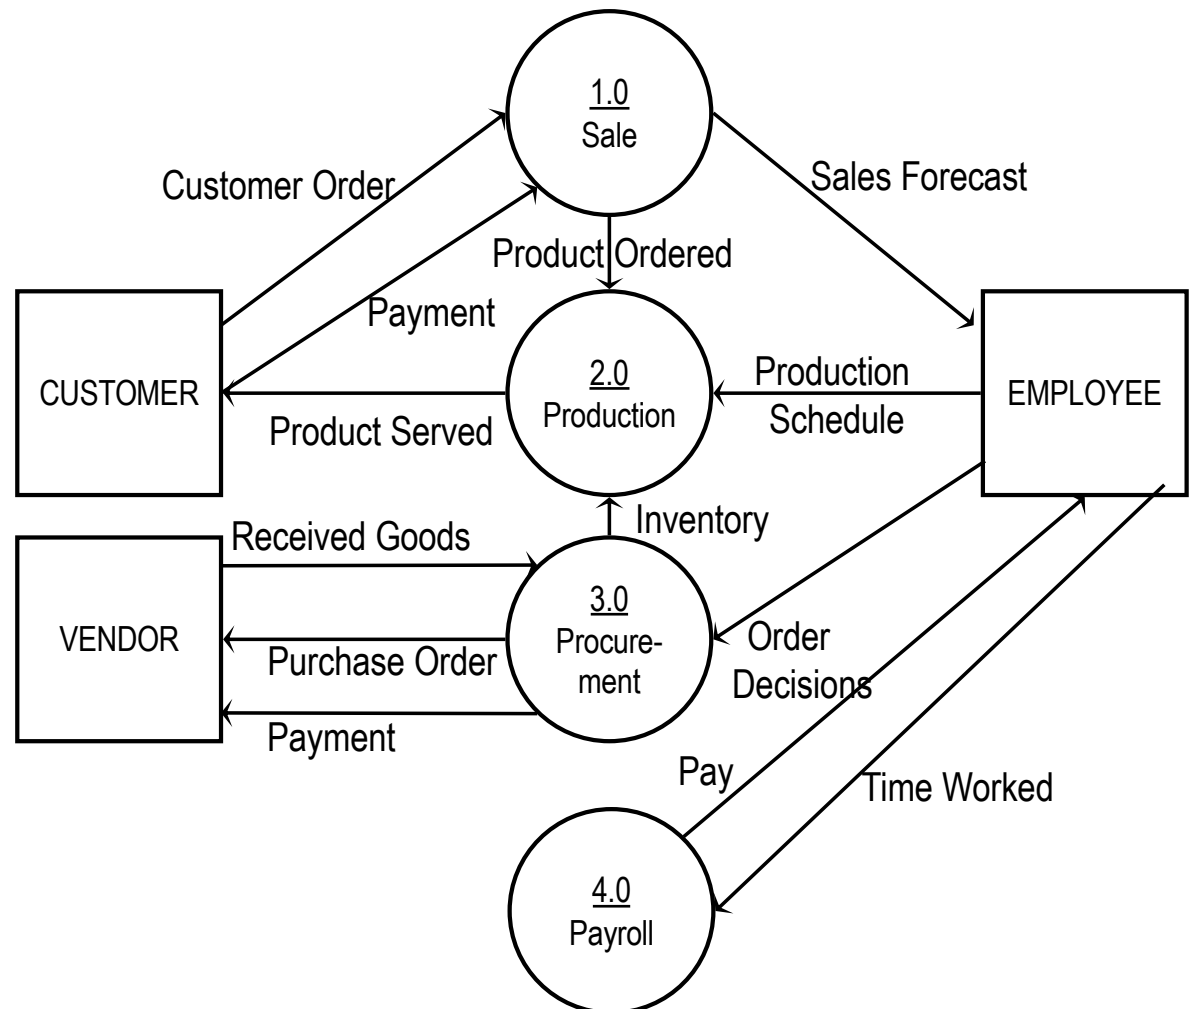 1.0
Sale
Customer Order
Sales Forecast
Product Ordered
Payment
CUSTOMER
2.0
Production
Product Served
Production
Schedule
EMPLOYEE
Received Goods
Inventory
VENDOR
3.0
Procure-
ment
Purchase Order
Payment
Order
Decisions
Pay
Time Worked
4.0
Payroll